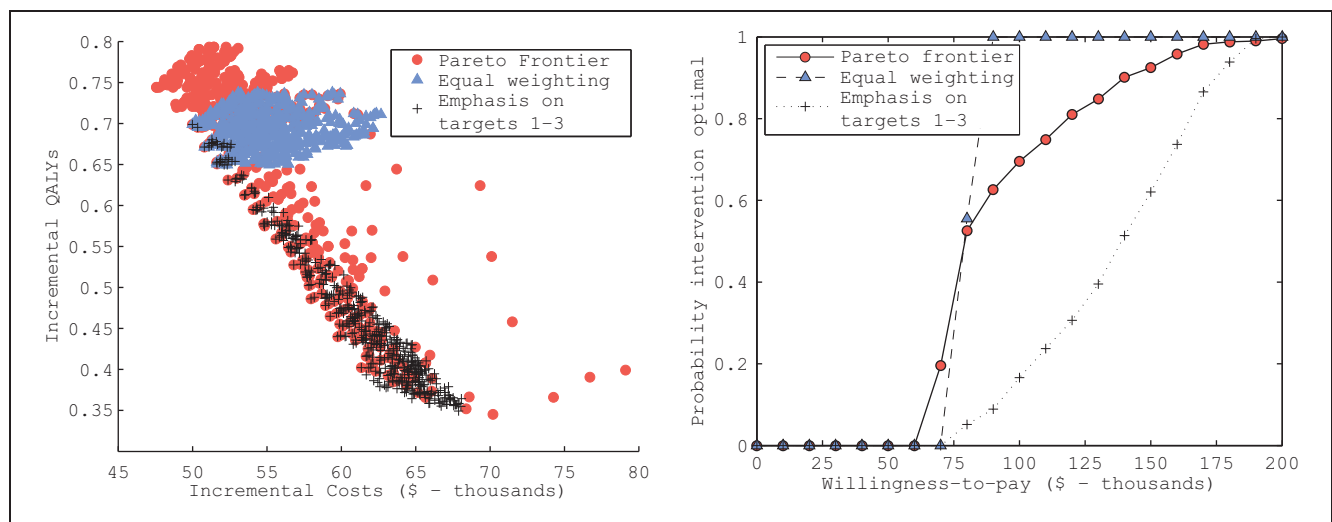 0.8
0.75
0.7
0.65
0.6
0.55
0.5
0.45
0.4
0.35
Incremental QALYs
Pareto Frontier
Equal weighting
Emphasis on
targets 1-3
45 50 55 60 65 70 75 80
Incremental Costs ($ - thousands)
1
0.8
0.6
0.4
0.2
0
Probability intervention optimal
Pareto frontier
Equal weighting
Emphasis on
targets 1-3
0 25 50 75 100 125 150 175 200
Willingness-to-pay ($ - thousands)